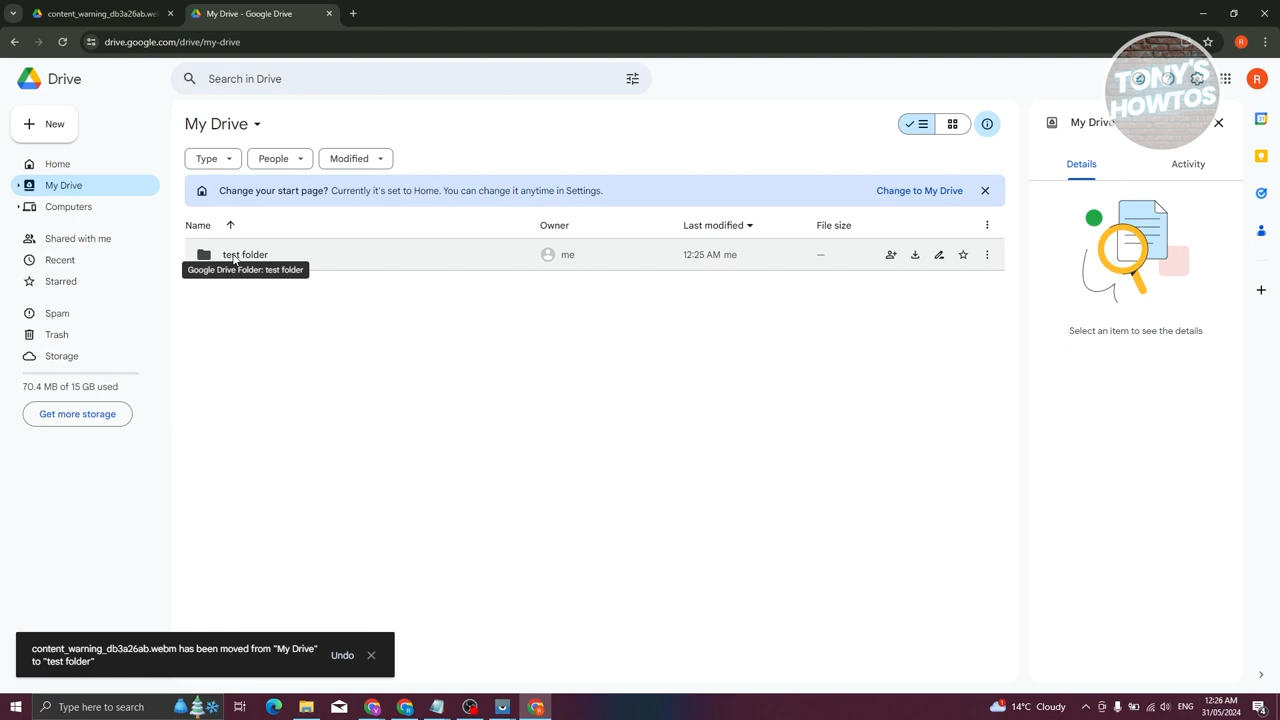 content_warning_db3a26ab.we
My Drive - Google Drive
drive.google.com/drive/my-drive
Drive
Search in Drive
TONY'S
HOWTOS
R
New
My Drive
My Drive
Type
People
Modified
Details
Activity
Home
My Drive
Computers
Shared with me
Recent
Starred
Spam
Trash
Storage
70.4 MB of 15 GB used
Get more storage
Change your start page? Currently it's set to Home. You can change it anytime in Settings.
Change to My Drive
Name
Owner
Last modified
File size
test folder
me
12:25 AM me
—
Google Drive Folder: test folder
Select an item to see the details
content_warning_db3a26ab.webm has been moved from "My Drive"
to "test folder"
Undo
Type here to search
14°C Cloudy
ENG
12:26 AM
31/05/2024